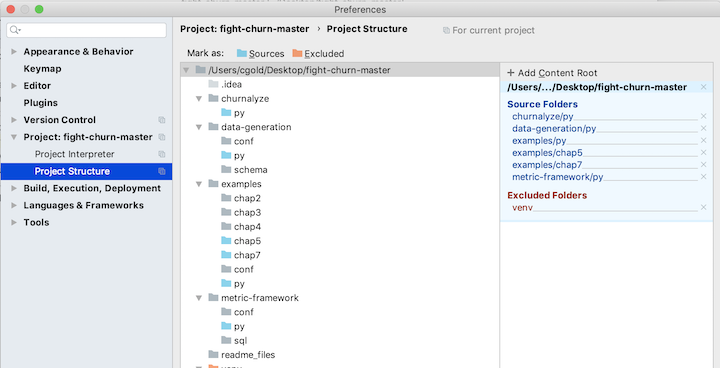 Preferences
Project: fight-churn-master › Project Structure
For current project
Mark as: Sources Excluded
Appearance & Behavior
Keymap
Editor
Plugins
Version Control
Project: fight-churn-master
Project Interpreter
Project Structure
Build, Execution, Deployment
Languages & Frameworks
Tools
/Users/cgold/Desktop/fight-churn-master
.idea
churnalyze
py
data-generation
conf
py
schema
examples
chap2
chap3
chap4
chap5
chap7
conf
py
metric-framework
conf
py
sql
readme_files
venv
+ Add Content Root
/Users/.../Desktop/fight-churn-master
Source Folders
churnalyze/py
data-generation/py
examples/py
examples/chap5
examples/chap7
metric-framework/py
Excluded Folders
venv